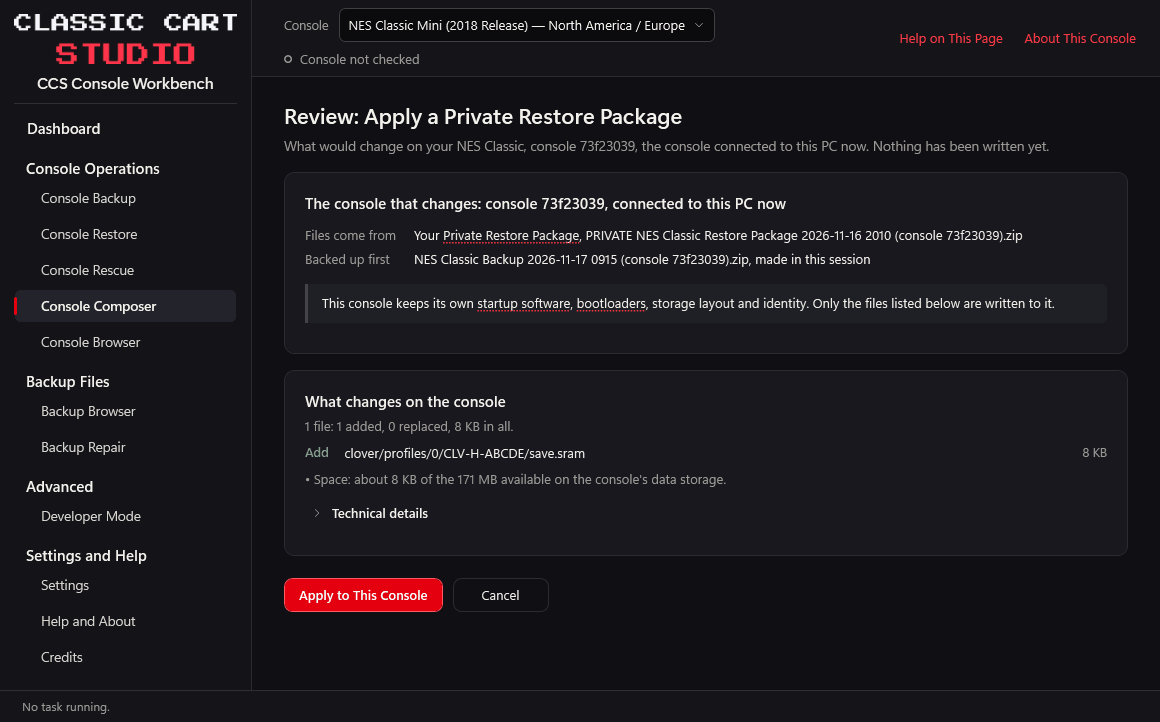 CLASSIC CART
STUDIO
CCS Console Workbench
Dashboard
Console Operations
Console Backup
Console Restore
Console Rescue
Console Composer
Console Browser
Backup Files
Backup Browser
Backup Repair
Advanced
Developer Mode
Settings and Help
Settings
Help and About
Credits
Console
NES Classic Mini (2018 Release) — North America / Europe
Console not checked
Help on This Page
About This Console
Review: Apply a Private Restore Package
What would change on your NES Classic, console 73f23039, the console connected to this PC now. Nothing has been written yet.
The console that changes: console 73f23039, connected to this PC now
Files come from Your Private Restore Package, PRIVATE NES Classic Restore Package 2026-11-16 2010 (console 73f23039).zip
Backed up first NES Classic Backup 2026-11-17 0915 (console 73f23039).zip, made in this session
This console keeps its own startup software, bootloaders, storage layout and identity. Only the files listed below are written to it.
What changes on the console
1 file: 1 added, 0 replaced, 8 KB in all.
Add clover/profiles/0/CLV-H-ABCDE/save.sram 8 KB
• Space: about 8 KB of the 171 MB available on the console's data storage.
Technical details
Apply to This Console
Cancel
No task running.